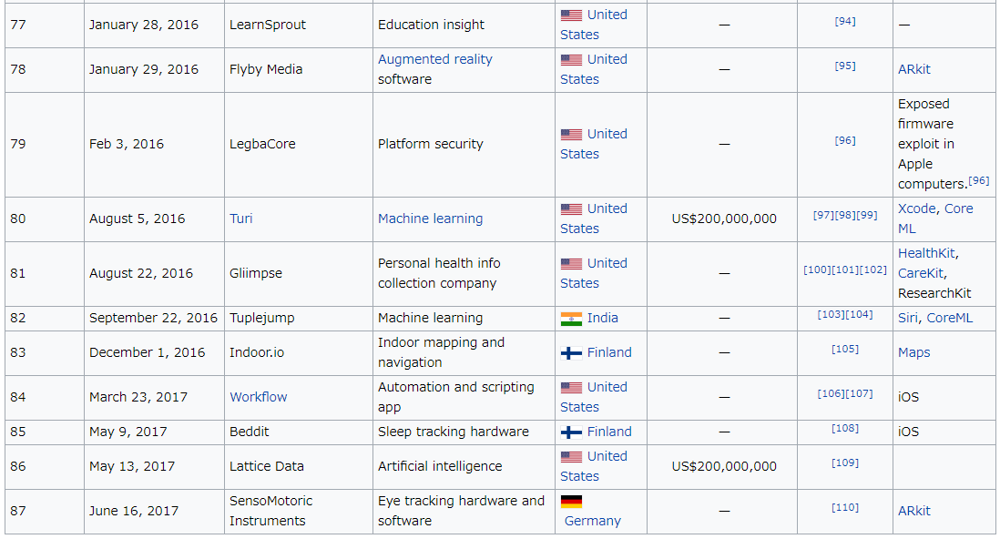 77 January 28, 2016 LearnSprout Education insight United States — [94] —
78 January 29, 2016 Flyby Media Augmented reality software United States — [95] ARkit
79 Feb 3, 2016 LegbaCore Platform security United States — [96] Exposed firmware exploit in Apple computers.[96]
80 August 5, 2016 Turi Machine learning United States US$200,000,000 [97][98][99] Xcode, Core ML
81 August 22, 2016 Gliimpse Personal health info collection company United States — [100][101][102] HealthKit, CareKit, ResearchKit
82 September 22, 2016 Tuplejump Machine learning India — [103][104] Siri, CoreML
83 December 1, 2016 Indoor.io Indoor mapping and navigation Finland — [105] Maps
84 March 23, 2017 Workflow Automation and scripting app United States — [106][107] iOS
85 May 9, 2017 Beddit Sleep tracking hardware Finland — [108] iOS
86 May 13, 2017 Lattice Data Artificial intelligence United States US$200,000,000 [109]
87 June 16, 2017 SensoMotoric Instruments Eye tracking hardware and software Germany — [110] ARkit